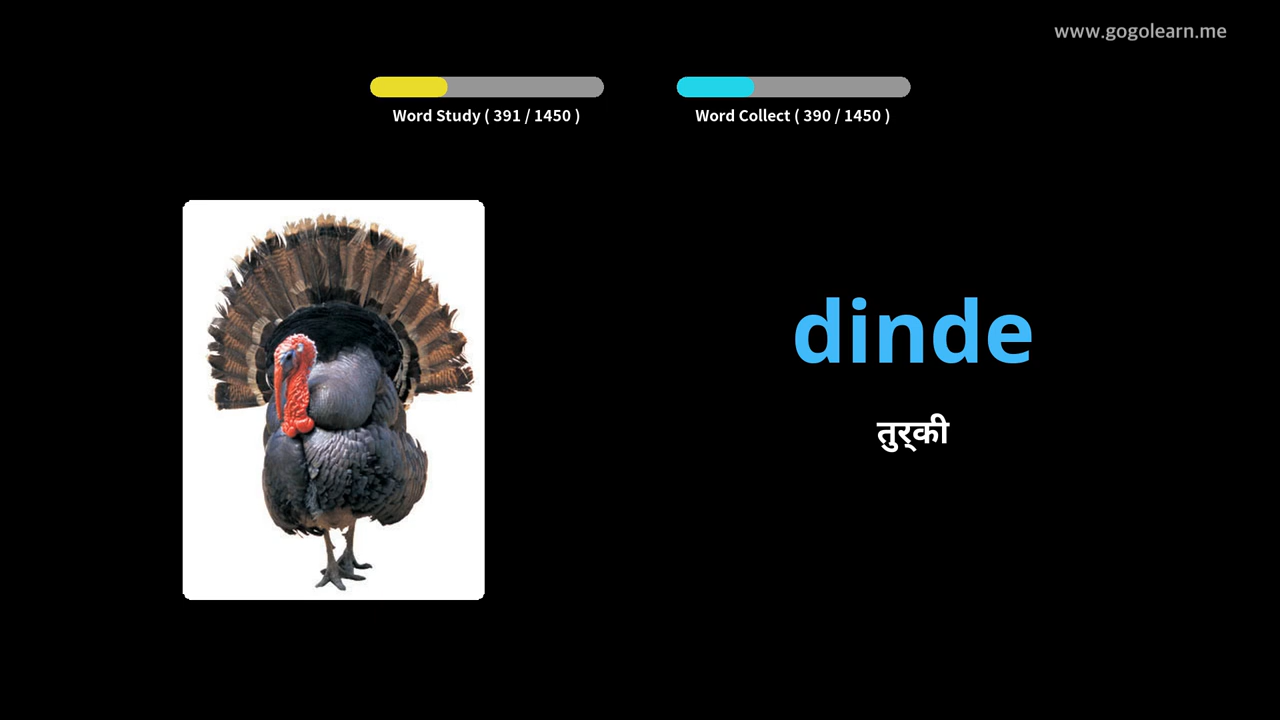 www.gogolearn.me
Word Study ( 391 / 1450 )
Word Collect ( 390 / 1450 )
dinde
तुर्की